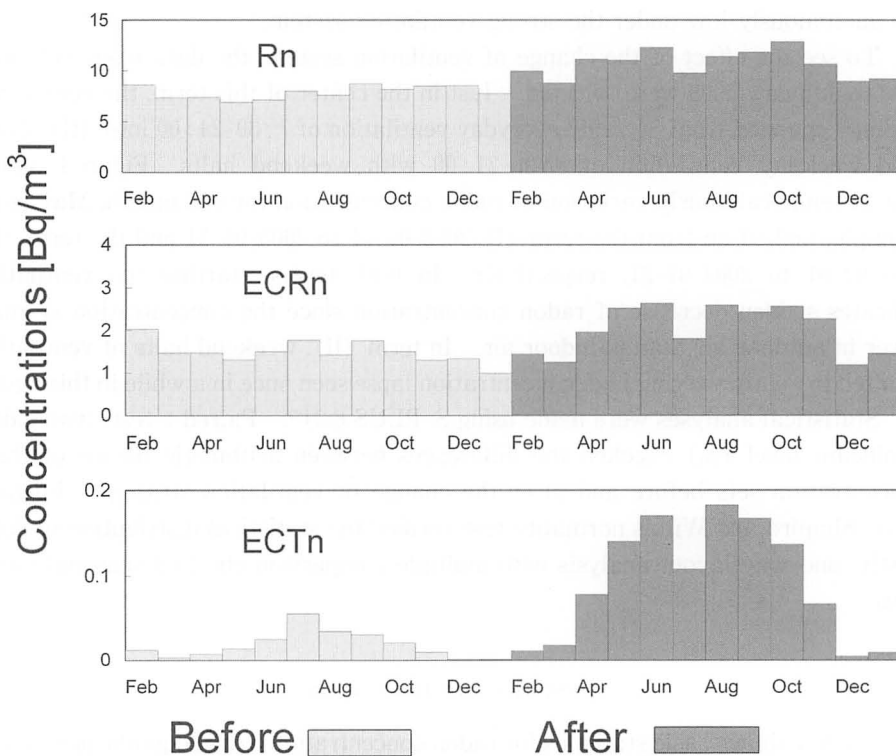 Concentrations [Bq/m³]
Rn
15
10
5
0
Feb Apr Jun Aug Oct Dec Feb Apr Jun Aug Oct Dec
ECRn
4
3
2
1
0
Feb Apr Jun Aug Oct Dec Feb Apr Jun Aug Oct Dec
ECTn
0.2
0.1
0
Feb Apr Jun Aug Oct Dec Feb Apr Jun Aug Oct Dec
Before After